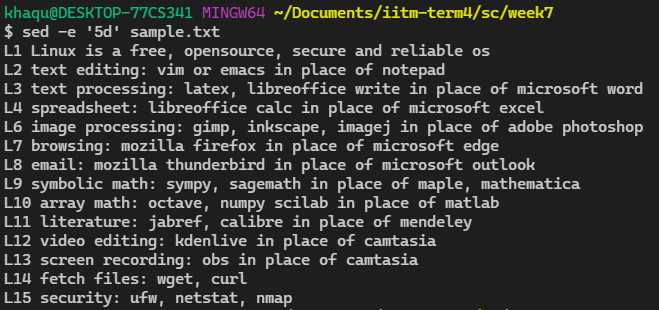 khaqu@DESKTOP-77CS341 MINGW64 ~/Documents/iitm-term4/sc/week7
$ sed -e '5d' sample.txt
L1 Linux is a free, opensource, secure and reliable os
L2 text editing: vim or emacs in place of notepad
L3 text processing: latex, libreoffice write in place of microsoft word
L4 spreadsheet: libreoffice calc in place of microsoft excel
L6 image processing: gimp, inkscape, imagej in place of adobe photoshop
L7 browsing: mozilla firefox in place of microsoft edge
L8 email: mozilla thunderbird in place of microsoft outlook
L9 symbolic math: sympy, sagemath in place of maple, mathematica
L10 array math: octave, numpy scilab in place of matlab
L11 literature: jabref, calibre in place of mendeley
L12 video editing: kdenlive in place of camtasia
L13 screen recording: obs in place of camtasia
L14 fetch files: wget, curl
L15 security: ufw, netstat, nmap